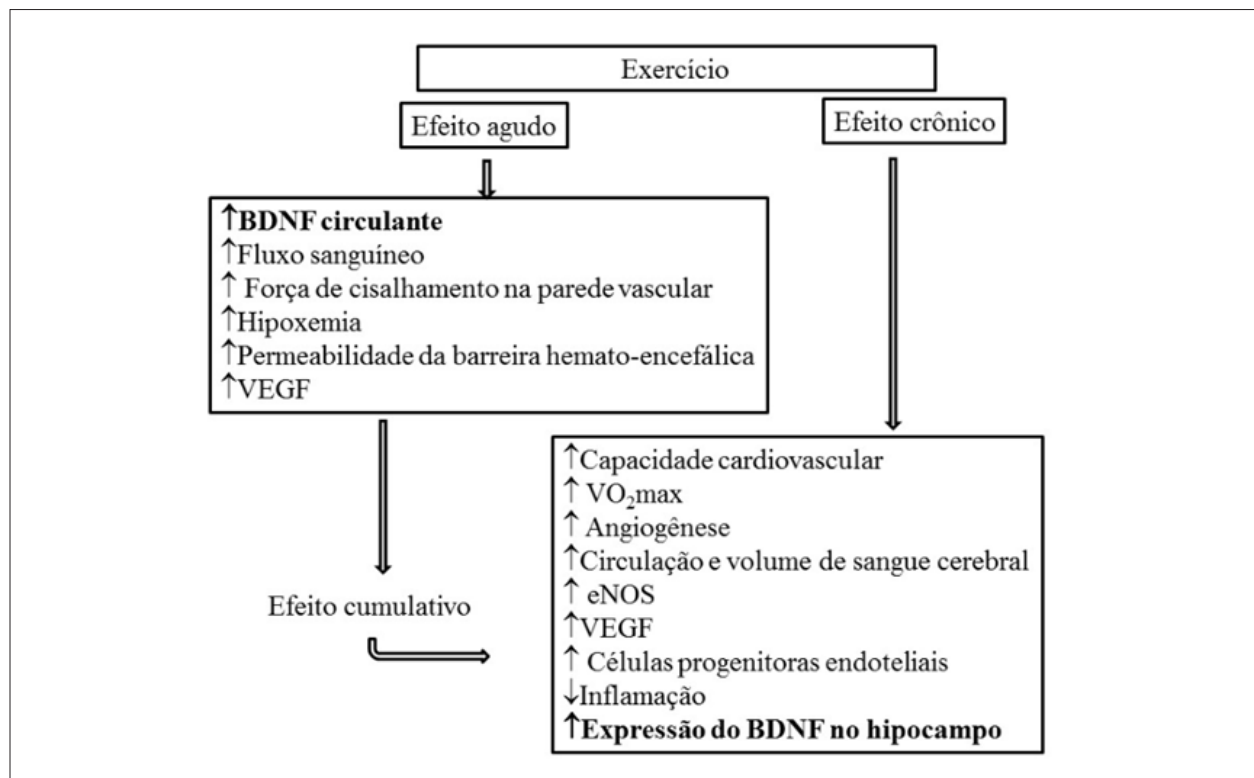 Exercício
Efeito agudo
Efeito crônico
↑BDNF circulante
↑Fluxo sanguíneo
↑ Força de cisalhamento na parede vascular
↑Hipoxemia
↑Permeabilidade da barreira hemato-encefálica
↑VEGF
Efeito cumulativo
↑Capacidade cardiovascular
↑ VO₂max
↑ Angiogênese
↑Circulação e volume de sangue cerebral
↑ eNOS
↑VEGF
↑ Células progenitoras endoteliais
↓Inflamação
↑Expressão do BDNF no hipocampo